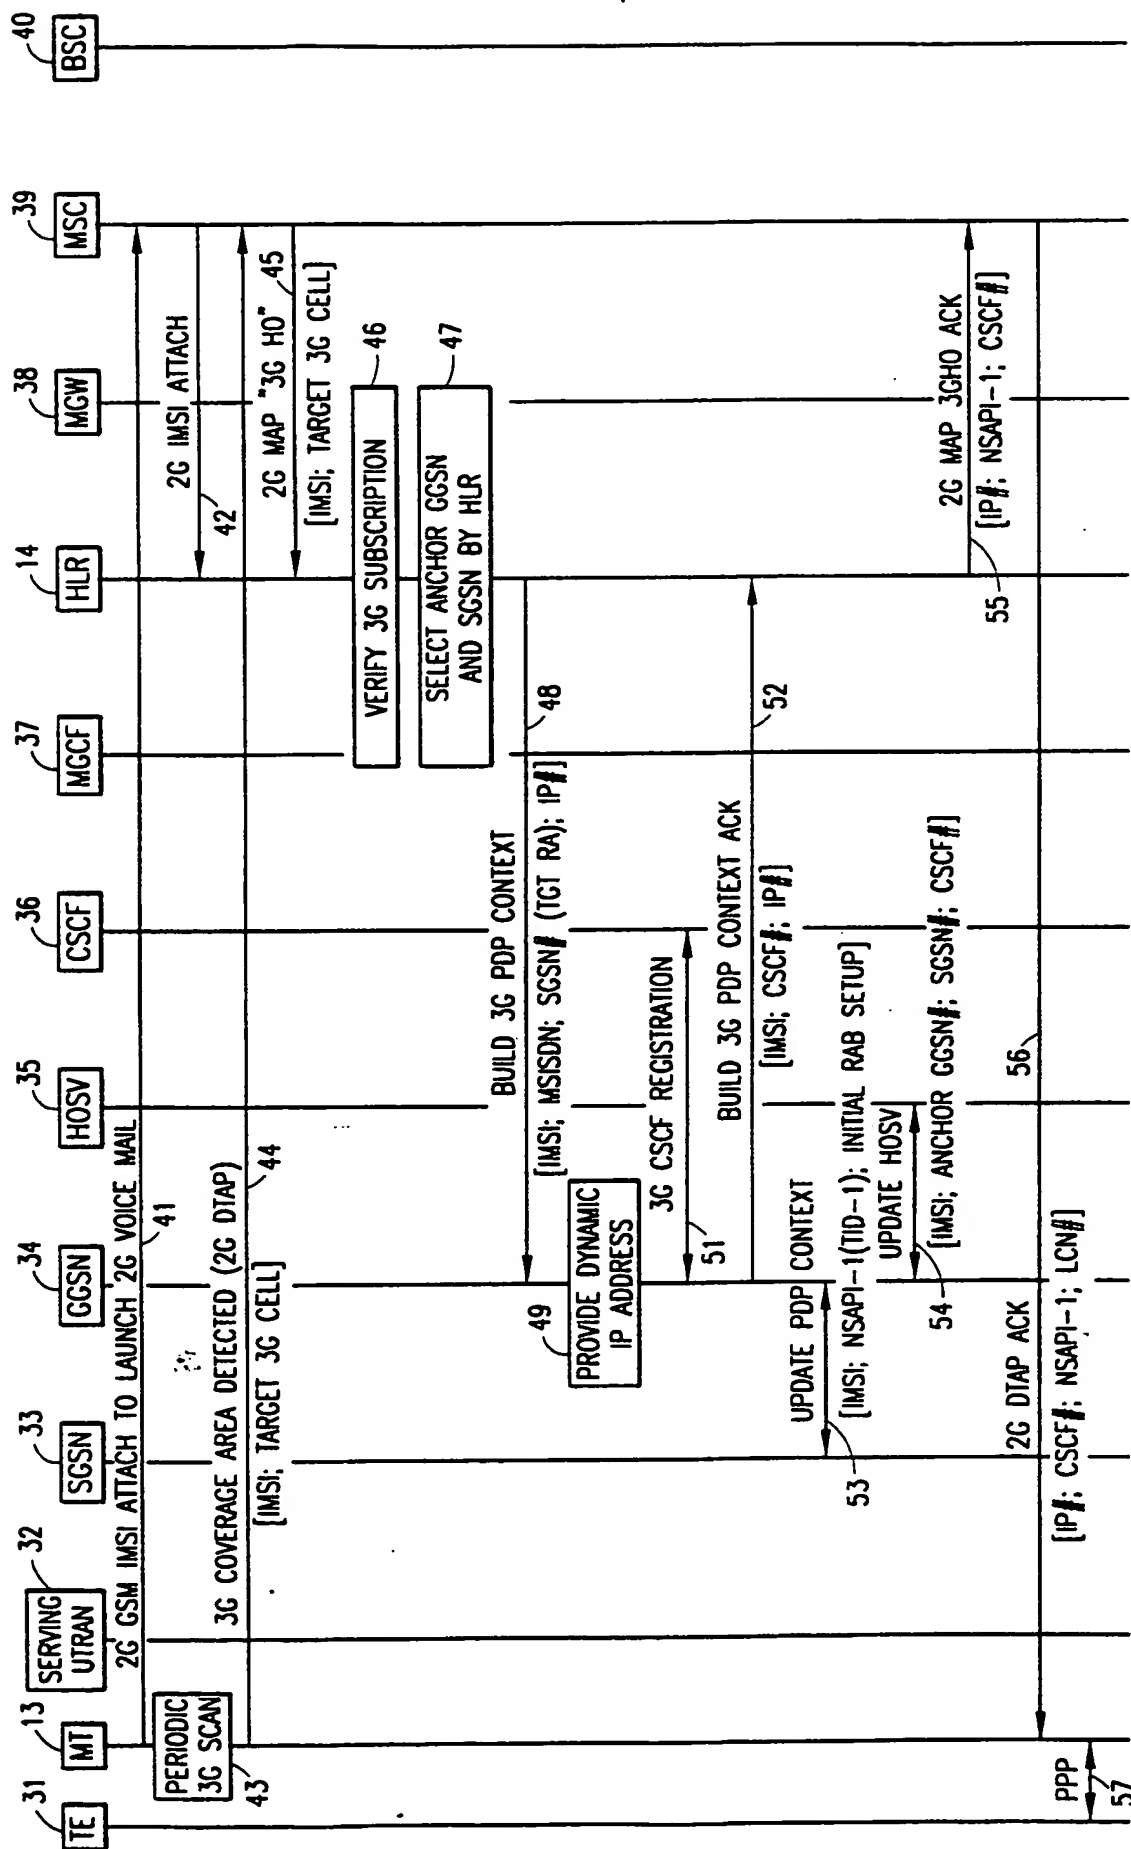 31
TE
13
MT
32
SERVING
UTRAN
33
SGSN
34
GGSN
35
HOSV
36
CSCF
37
MGCF
14
HLR
38
MGW
39
MSC
40
BSC
2G GSM IMSI ATTACH TO LAUNCH 2G VOICE MAIL
41
2G IMSI ATTACH
42
PERIODIC
3G SCAN
43
3G COVERAGE AREA DETECTED (2G DTAP)
44
[IMSI; TARGET 3G CELL]
2G MAP "3G HO"
45
[IMSI; TARGET 3G CELL]
VERIFY 3G SUBSCRIPTION
46
SELECT ANCHOR GGSN
AND SGSN BY HLR
47
BUILD 3G PDP CONTEXT
48
[IMSI; MSISDN; SGSN# (TGT RA); IP#]
49
PROVIDE DYNAMIC
IP ADDRESS
3G CSCF REGISTRATION
51
BUILD 3G PDP CONTEXT ACK
52
[IMSI; CSCF#; IP#]
UPDATE PDP CONTEXT
53
[IMSI; NSAPI-1(TID-1); INITIAL RAB SETUP]
UPDATE HOSV
54
[IMSI; ANCHOR GGSN#; SGSN#; CSCF#]
2G MAP 3GHO ACK
55
[IP#; NSAPI-1; CSCF#]
2G DTAP ACK
56
[IP#; CSCF#; NSAPI-1; LCN#]
PPP
57